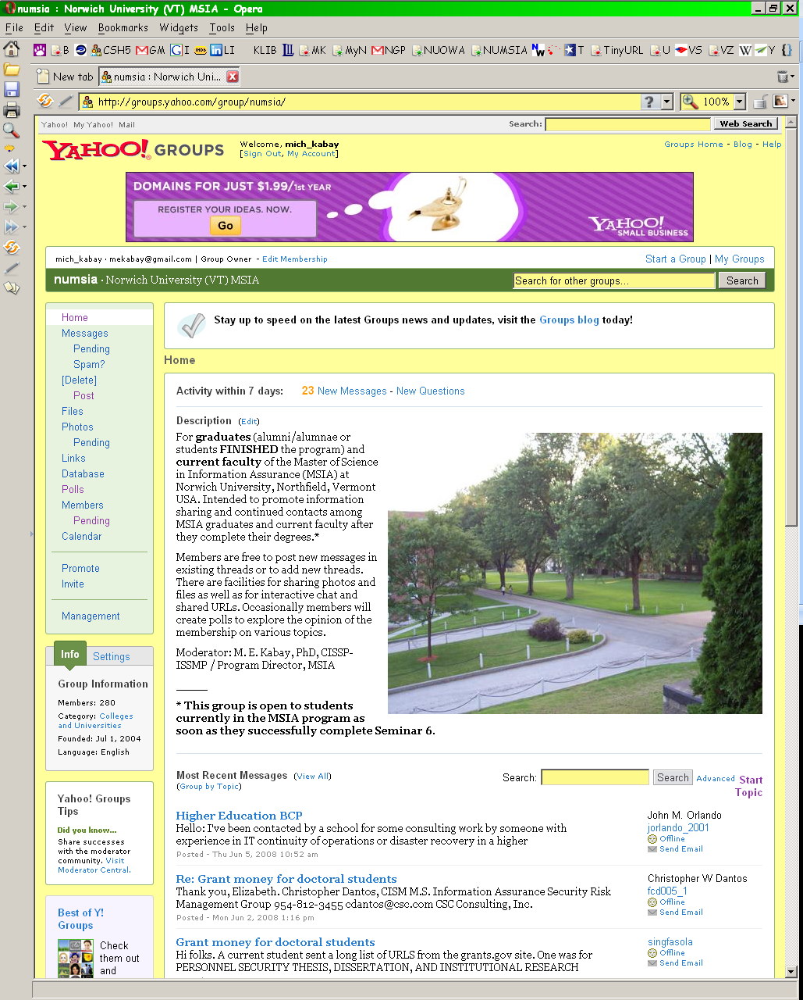 numsia : Norwich University (VT) MSIA - Opera
File Edit View Bookmarks Widgets Tools Help
B CSH5 GM I LI KLIB MK MyN NGP NUOWA NUMSIA T TinyURL U VS VZ Y
New tab numsia : Norwich Uni...
http://groups.yahoo.com/group/numsia/ 100%
Yahoo! My Yahoo! Mail Search: Web Search
YAHOO! GROUPS
Welcome, mich_kabay
[Sign Out, My Account]
Groups Home - Blog - Help
DOMAINS FOR JUST $1.99/1st YEAR
REGISTER YOUR IDEAS. NOW.
Go
YAHOO!
SMALL BUSINESS
mich_kabay · mekabay@gmail.com | Group Owner - Edit Membership
Start a Group | My Groups
numsia · Norwich University (VT) MSIA
Search for other groups... Search
Home
Messages
Pending
Spam?
[Delete]
Post
Files
Photos
Pending
Links
Database
Polls
Members
Pending
Calendar
Promote
Invite
Management
Info Settings
Group Information
Members: 280
Category: Colleges
and Universities
Founded: Jul 1, 2004
Language: English
Yahoo! Groups
Tips
Did you know...
Share successes
with the moderator
community. Visit
Moderator Central.
Best of Y!
Groups
Check
them out
and
Stay up to speed on the latest Groups news and updates, visit the Groups blog today!
Home
Activity within 7 days: 23 New Messages - New Questions
Description (Edit)
For graduates (alumni/alumnae or
students FINISHED the program) and
current faculty of the Master of Science
in Information Assurance (MSIA) at
Norwich University, Northfield, Vermont
USA. Intended to promote information
sharing and continued contacts among
MSIA graduates and current faculty after
they complete their degrees.*
Members are free to post new messages in
existing threads or to add new threads.
There are facilities for sharing photos and
files as well as for interactive chat and
shared URLs. Occasionally members will
create polls to explore the opinion of the
membership on various topics.
Moderator: M. E. Kabay, PhD, CISSP-
ISSMP / Program Director, MSIA
* This group is open to students
currently in the MSIA program as
soon as they successfully complete Seminar 6.
Most Recent Messages (View All)
(Group by Topic)
Search: Search Advanced Start
Topic
Higher Education BCP
Hello: I've been contacted by a school for some consulting work by someone with
experience in IT continuity of operations or disaster recovery in a higher
Posted - Thu Jun 5, 2008 10:52 am
John M. Orlando
jorlando_2001
Offline
Send Email
Re: Grant money for doctoral students
Thank you, Elizabeth. Christopher Dantos, CISM M.S. Information Assurance Security Risk
Management Group 954-812-3455 cdantos@csc.com CSC Consulting, Inc.
Posted - Mon Jun 2, 2008 1:16 pm
Christopher W Dantos
fcd005_1
Offline
Send Email
Grant money for doctoral students
Hi folks. A current student sent a long list of URLS from the grants.gov site. One was for
PERSONNEL SECURITY THESIS, DISSERTATION, AND INSTITUTIONAL RESEARCH
singfasola
Offline
Send Email